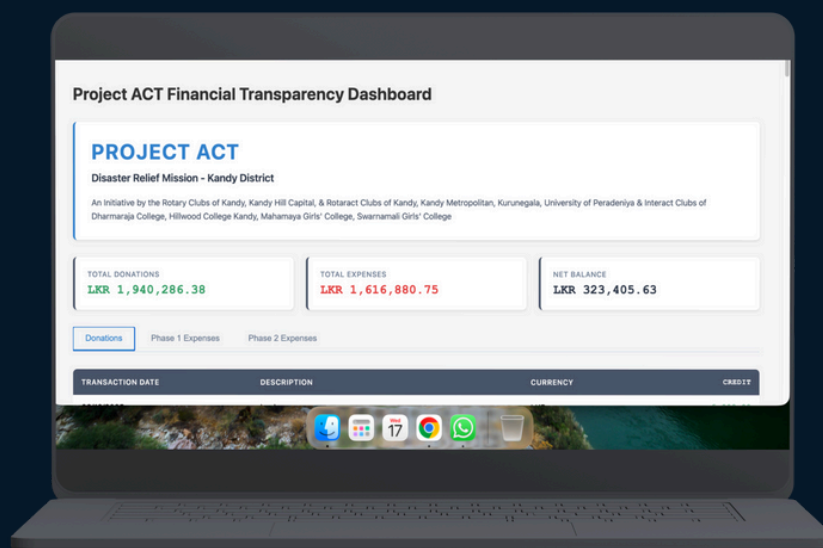 Project ACT Financial Transparency Dashboard
PROJECT ACT
Disaster Relief Mission - Kandy District
An Initiative by the Rotary Clubs of Kandy, Kandy Hill Capital, & Rotaract Clubs of Kandy, Kandy Metropolitan, Kurunegala, University of Peradeniya & Interact Clubs of
Dharmaraja College, Hillwood College Kandy, Mahamaya Girls' College, Swarnamali Girls' College
TOTAL DONATIONS
LKR 1,940,286.38
TOTAL EXPENSES
LKR 1,616,880.75
NET BALANCE
LKR 323,405.63
Donations Phase 1 Expenses Phase 2 Expenses
TRANSACTION DATE DESCRIPTION CURRENCY CREDIT
Wed
17